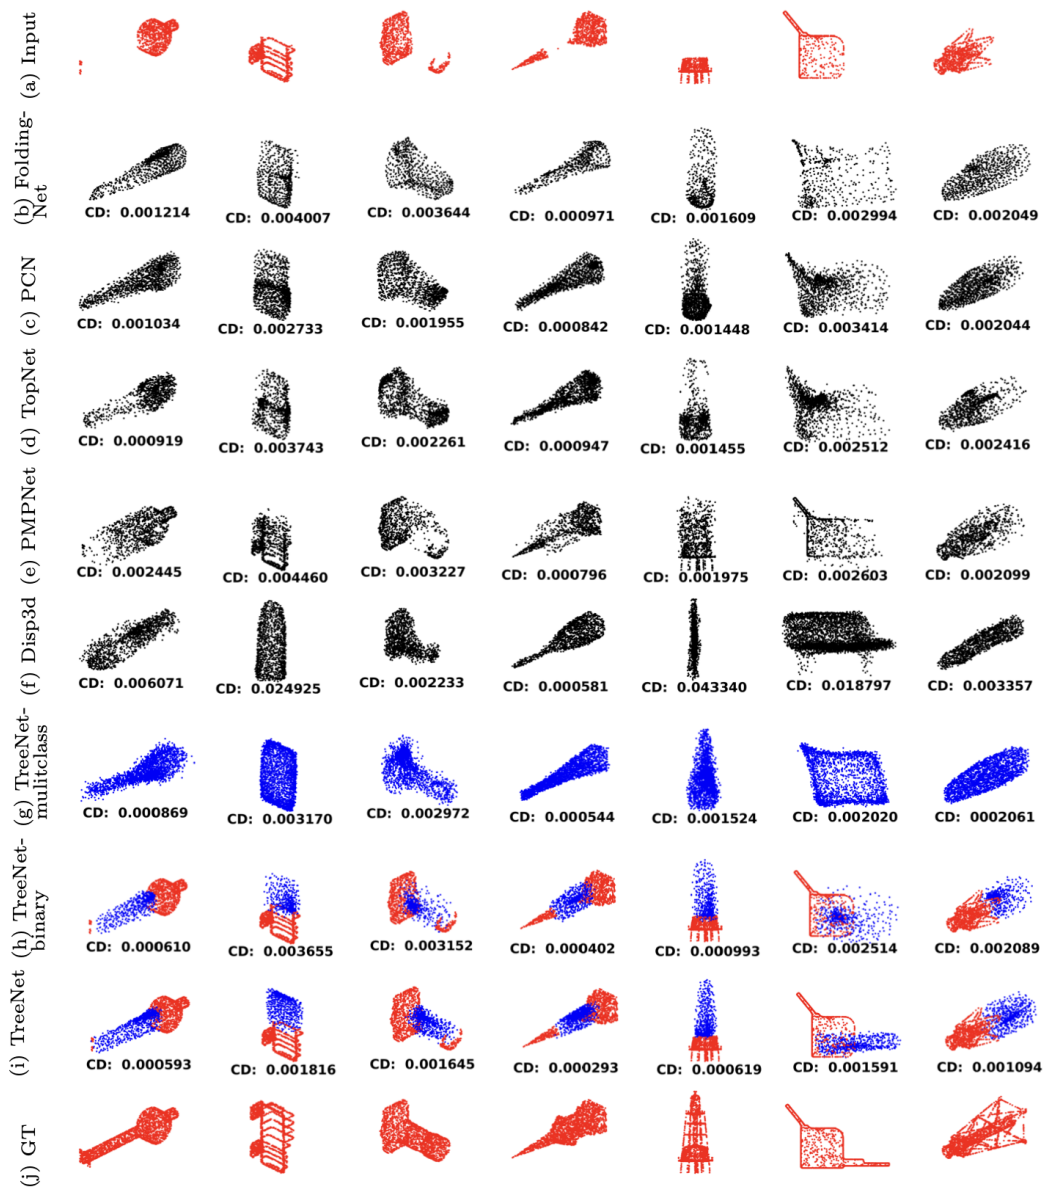 (a) Input
(b) Folding-
Net
CD: 0.001214 CD: 0.004007 CD: 0.003644 CD: 0.000971 CD: 0.001609 CD: 0.002994 CD: 0.002049
(c) PCN
CD: 0.001034 CD: 0.002733 CD: 0.001955 CD: 0.000842 CD: 0.001448 CD: 0.003414 CD: 0.002044
(d) TopNet
CD: 0.000919 CD: 0.003743 CD: 0.002261 CD: 0.000947 CD: 0.001455 CD: 0.002512 CD: 0.002416
(e) PMPNet
CD: 0.002445 CD: 0.004460 CD: 0.003227 CD: 0.000796 CD: 0.001975 CD: 0.002603 CD: 0.002099
(f) Disp3d
CD: 0.006071 CD: 0.024925 CD: 0.002233 CD: 0.000581 CD: 0.043340 CD: 0.018797 CD: 0.003357
(g) TreeNet-
mulitclass
CD: 0.000869 CD: 0.003170 CD: 0.002972 CD: 0.000544 CD: 0.001524 CD: 0.002020 CD: 0002061
(h) TreeNet-
binary
CD: 0.000610 CD: 0.003655 CD: 0.003152 CD: 0.000402 CD: 0.000993 CD: 0.002514 CD: 0.002089
(i) TreeNet
CD: 0.000593 CD: 0.001816 CD: 0.001645 CD: 0.000293 CD: 0.000619 CD: 0.001591 CD: 0.001094
(j) GT